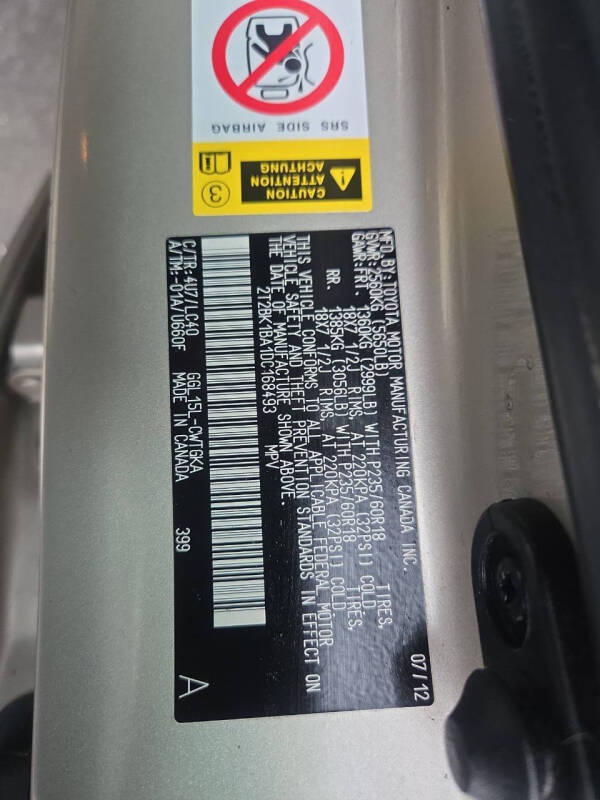 SRS SIDE AIRBAG
3
CAUTION
ATTENTION
ACHTUNG
MFD. BY: TOYOTA MOTOR MANUFACTURING CANADA INC. 07/12
GVWR: 2560KG (5650LB)
GAWR: FRT. 1360KG (2999LB) WITH P235/60R18 TIRES,
18X7 1/2J RIMS, AT 220KPA (32PSI) COLD.
RR. 1385KG (3056LB) WITH P235/60R18 TIRES,
18X7 1/2J RIMS, AT 220KPA (32PSI) COLD.
THIS VEHICLE CONFORMS TO ALL APPLICABLE FEDERAL MOTOR
VEHICLE SAFETY AND THEFT PREVENTION STANDARDS IN EFFECT ON
THE DATE OF MANUFACTURE SHOWN ABOVE.
2T2BK1BA1DC168493 MPV
C/TR: 4U7/LC40 GGL15L-CWTGKA A
A/TM: -01A/U660F MADE IN CANADA 399